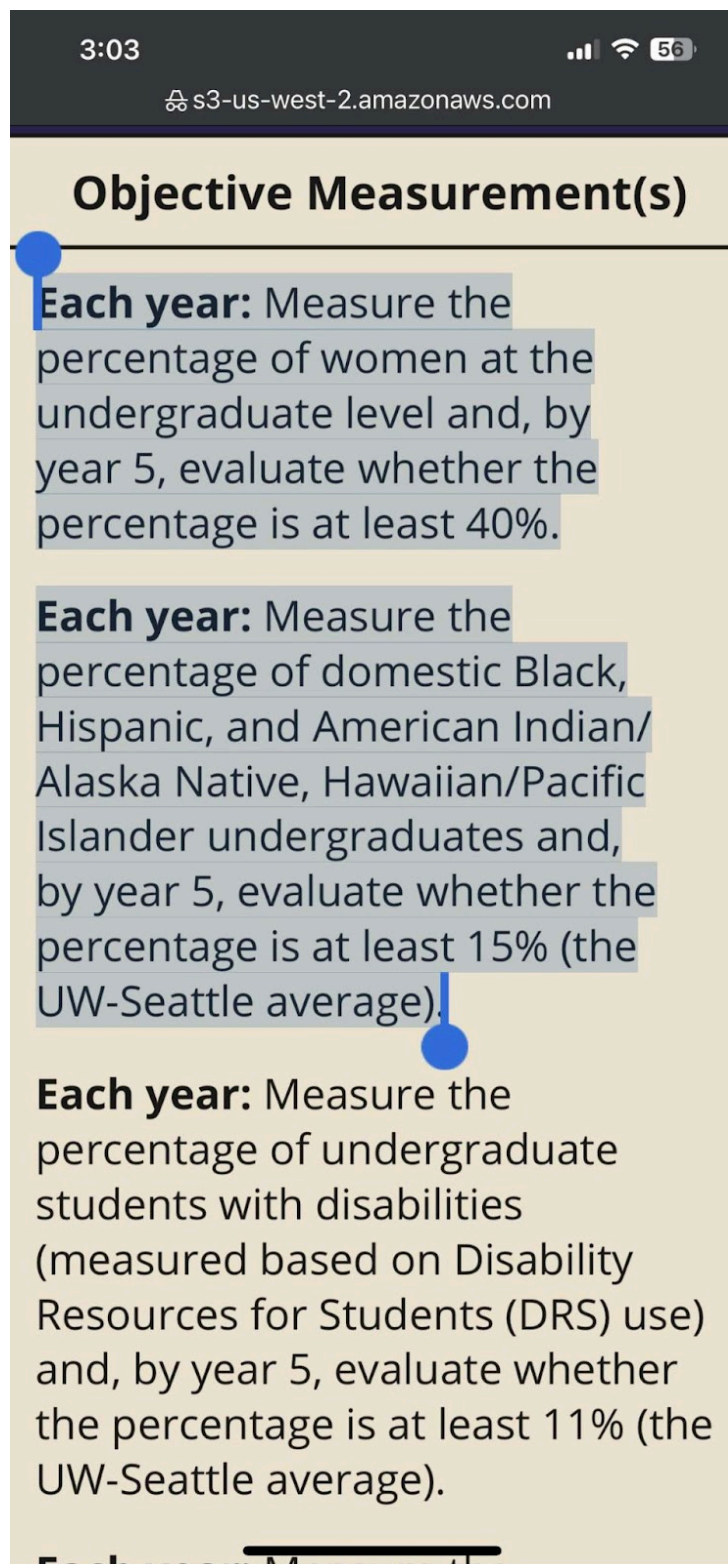 3:03
56
s3-us-west-2.amazonaws.com
Objective Measurement(s)
Each year: Measure the
percentage of women at the
undergraduate level and, by
year 5, evaluate whether the
percentage is at least 40%.
Each year: Measure the
percentage of domestic Black,
Hispanic, and American Indian/
Alaska Native, Hawaiian/Pacific
Islander undergraduates and,
by year 5, evaluate whether the
percentage is at least 15% (the
UW-Seattle average).
Each year: Measure the
percentage of undergraduate
students with disabilities
(measured based on Disability
Resources for Students (DRS) use)
and, by year 5, evaluate whether
the percentage is at least 11% (the
UW-Seattle average).